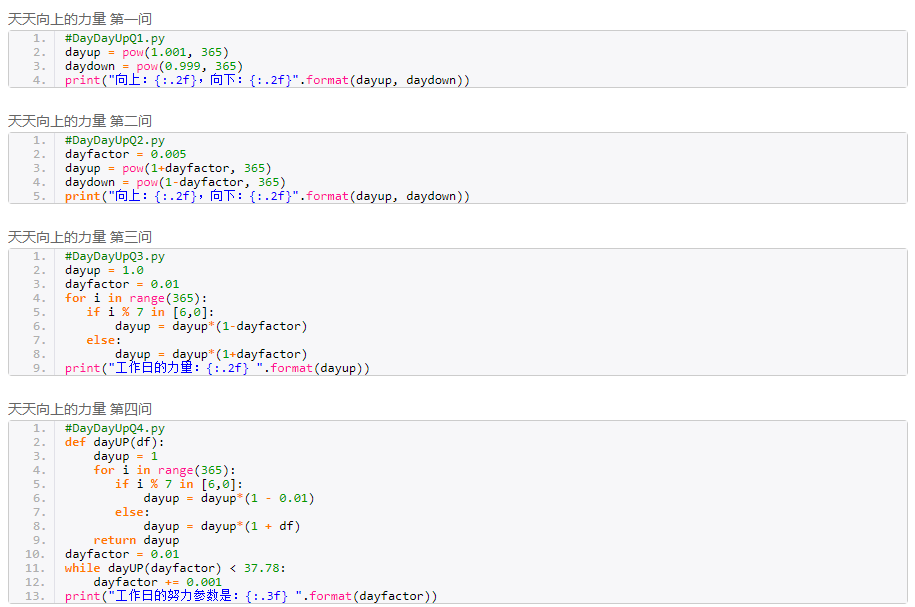 天天向上的力量 第一问
1. #DayDayUpQ1.py
2. dayup = pow(1.001, 365)
3. daydown = pow(0.999, 365)
4. print("向上：{:.2f}，向下：{:.2f}".format(dayup, daydown))
天天向上的力量 第二问
1. #DayDayUpQ2.py
2. dayfactor = 0.005
3. dayup = pow(1+dayfactor, 365)
4. daydown = pow(1-dayfactor, 365)
5. print("向上：{:.2f}，向下：{:.2f}".format(dayup, daydown))
天天向上的力量 第三问
1. #DayDayUpQ3.py
2. dayup = 1.0
3. dayfactor = 0.01
4. for i in range(365):
5.    if i % 7 in [6,0]:
6.        dayup = dayup*(1-dayfactor)
7.    else:
8.        dayup = dayup*(1+dayfactor)
9. print("工作日的力量：{:.2f} ".format(dayup))
天天向上的力量 第四问
1. #DayDayUpQ4.py
2. def dayUP(df):
3.     dayup = 1
4.     for i in range(365):
5.        if i % 7 in [6,0]:
6.            dayup = dayup*(1 - 0.01)
7.        else:
8.            dayup = dayup*(1 + df)
9.     return dayup
10. dayfactor = 0.01
11. while dayUP(dayfactor) < 37.78:
12.     dayfactor += 0.001
13. print("工作日的努力参数是：{:.3f} ".format(dayfactor))